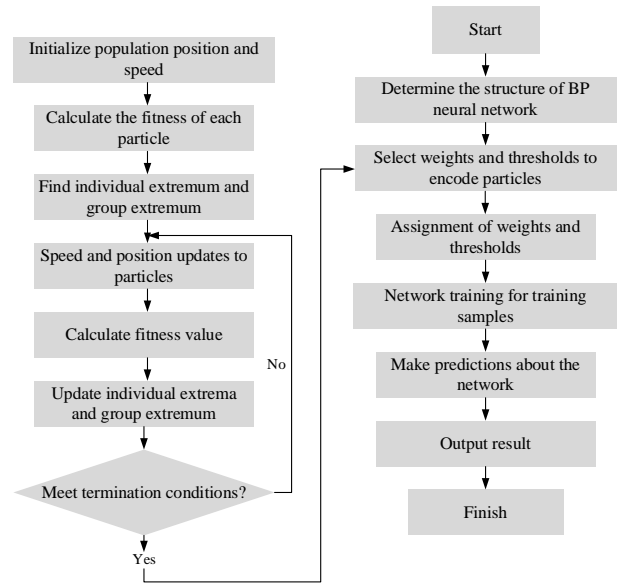 Initialize population position and
speed
Calculate the fitness of each
particle
Find individual extremum and
group extremum
Speed and position updates to
particles
Calculate fitness value
No
Update individual extrema
and group extremum
Meet termination conditions?
Yes
Start
Determine the structure of BP
neural network
Select weights and thresholds to
encode particles
Assignment of weights and
thresholds
Network training for training
samples
Make predictions about the
network
Output result
Finish